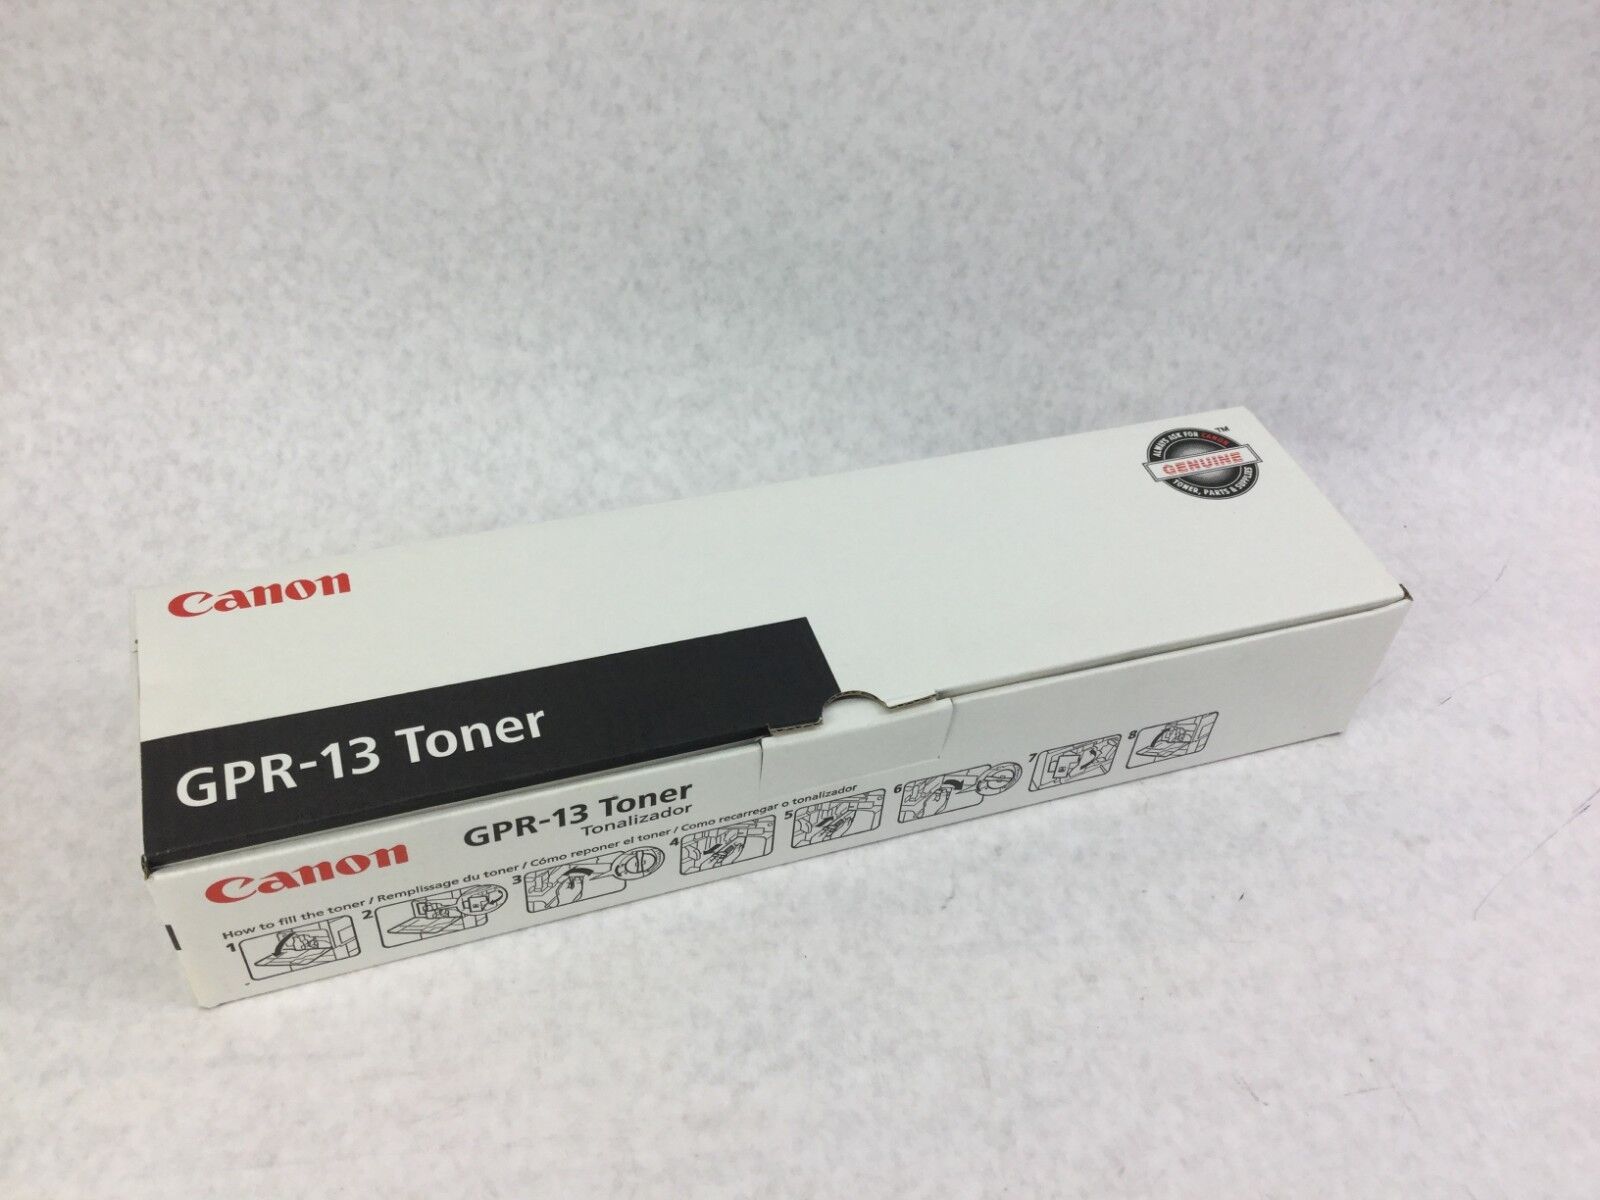 ALWAYS ASK FOR CANON ™
GENUINE
TONER, PARTS & SUPPLIES
Canon
GPR-13 Toner
GPR-13 Toner
Tonalizador
Canon
How to fill the toner / Remplissage du toner / Cómo reponer el toner / Como recarregar o tonalizador
1 2 3 4 5 6 7 8